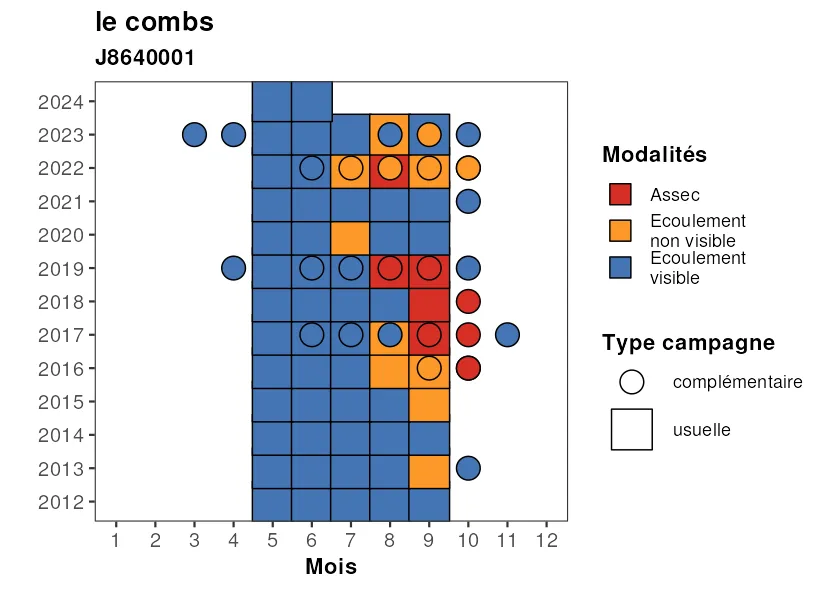 le combs
J8640001
2024
2023
2022
2021
2020
2019
2018
2017
2016
2015
2014
2013
2012
1 2 3 4 5 6 7 8 9 10 11 12
Mois
Modalités
Assec
Ecoulement
non visible
Ecoulement
visible
Type campagne
complémentaire
usuelle